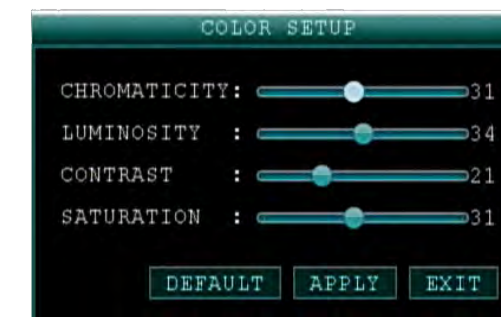 COLOR SETUP
CHROMATICITY: 31
LUMINOSITY : 34
CONTRAST : 21
SATURATION : 31
DEFAULT APPLY EXIT